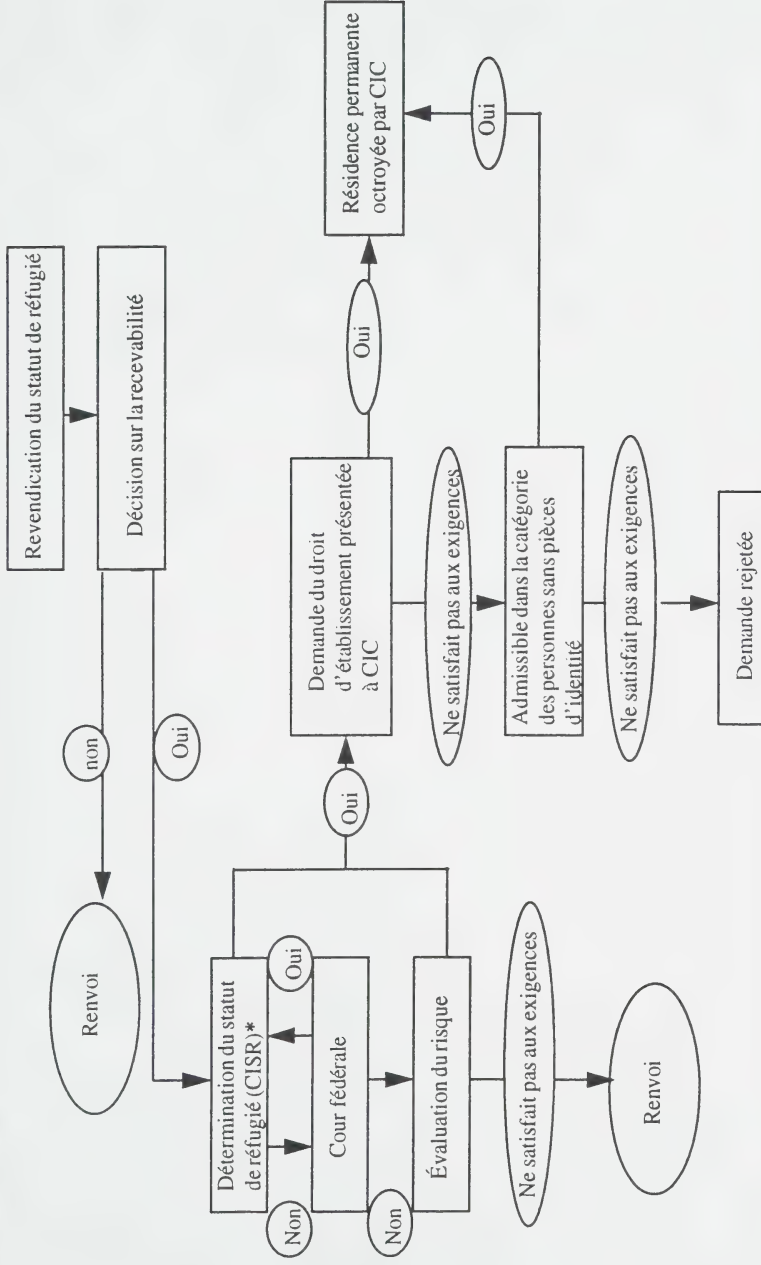 Revendication du statut de réfugié
Décision sur la recevabilité
non
Oui
Renvoi
Détermination du statut
de réfugié (CISR)*
Non
Oui
Cour fédérale
Non
Évaluation du risque
Ne satisfait pas aux exigences
Renvoi
Oui
Demande du droit
d'établissement présentée
à CIC
Oui
Résidence permanente
octroyée par CIC
Ne satisfait pas aux exigences
Admissible dans la catégorie
des personnes sans pièces
d'identité
Oui
Ne satisfait pas aux exigences
Demande rejetée